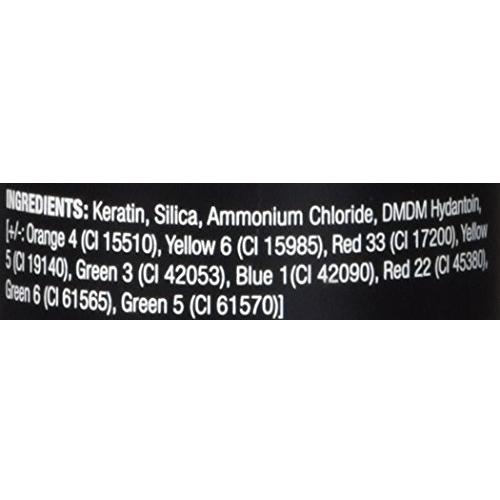 INGREDIENTS: Keratin, Silica, Ammonium Chloride, DMDM Hydantoin,
[+/-: Orange 4 (CI 15510), Yellow 6 (CI 15985), Red 33 (CI 17200), Yellow
5 (CI 19140), Green 3 (CI 42053), Blue 1(CI 42090), Red 22 (CI 45380),
Green 6 (CI 61565), Green 5 (CI 61570)]